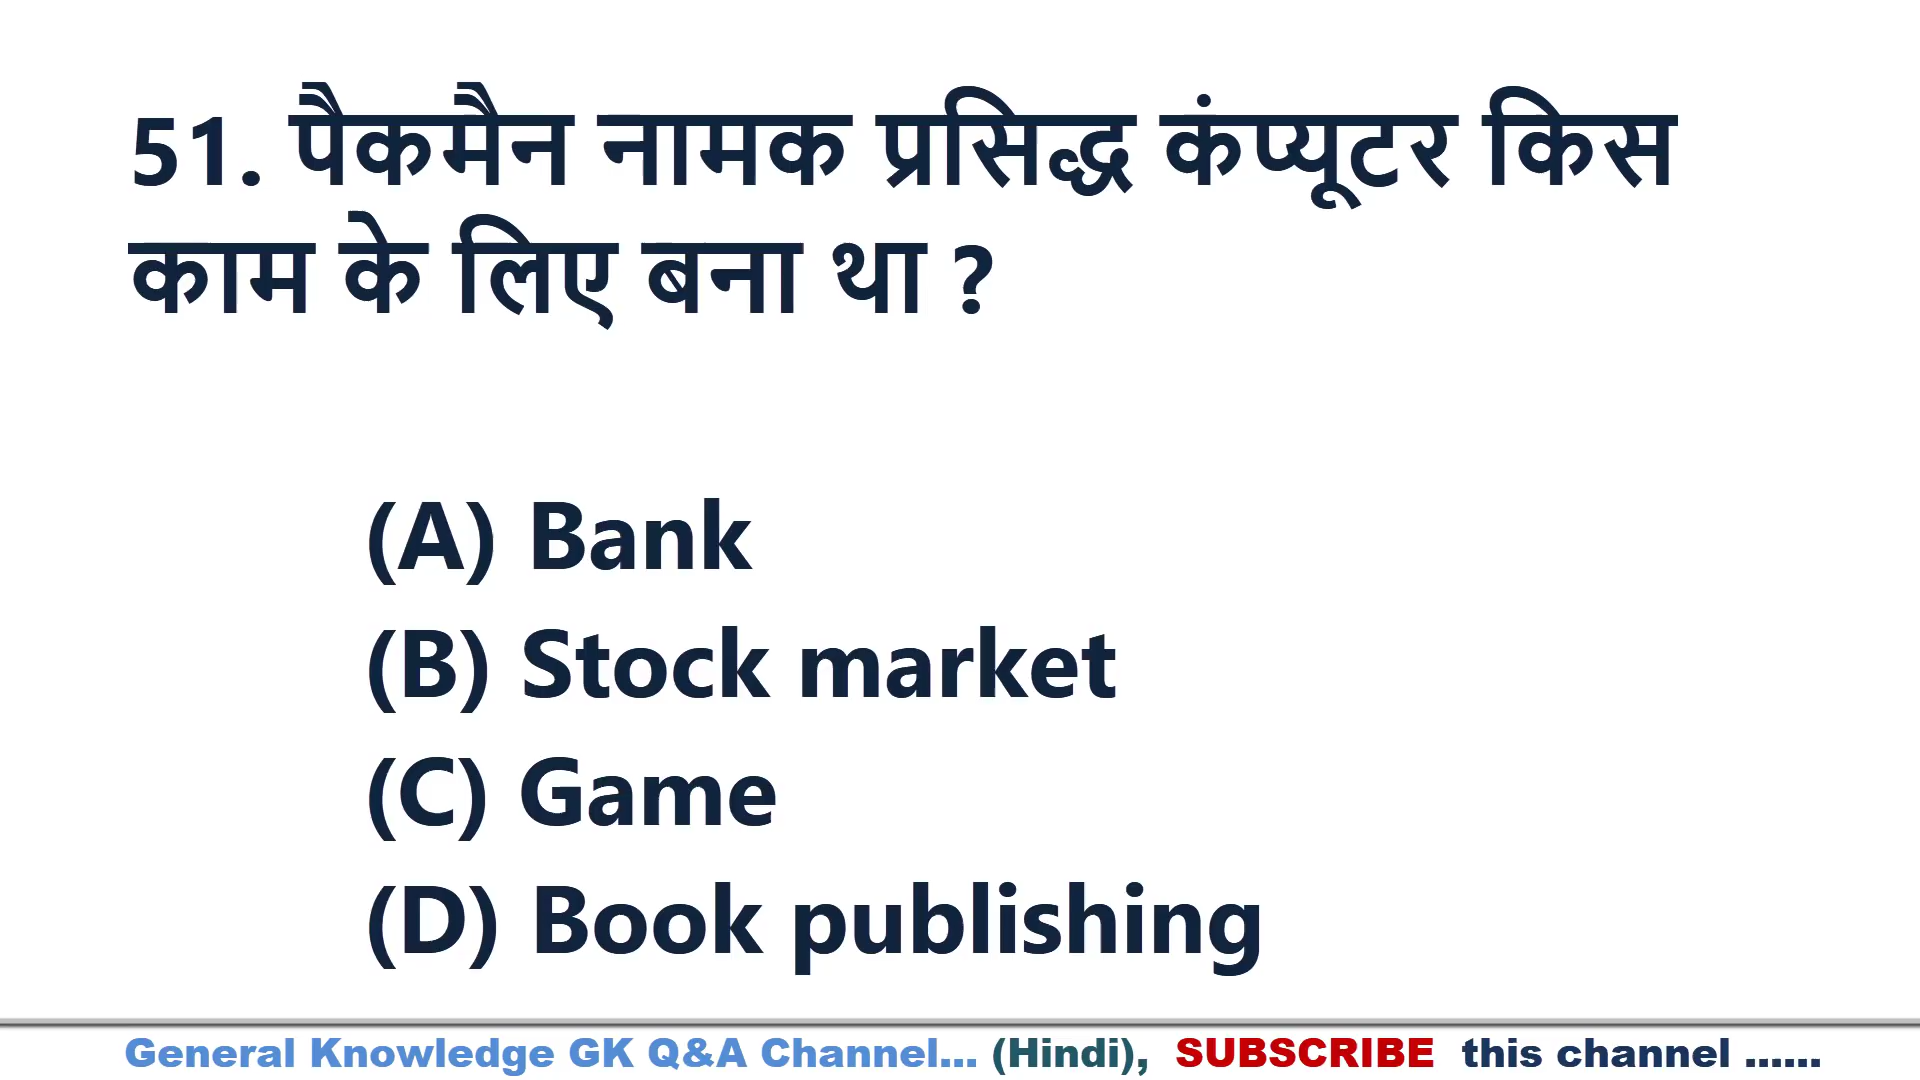 51. पैकमैन नामक प्रसिद्ध कंप्यूटर किस
काम के लिए बना था ?
(A) Bank
(B) Stock market
(C) Game
(D) Book publishing
General Knowledge GK Q&A Channel... (Hindi), SUBSCRIBE this channel ......